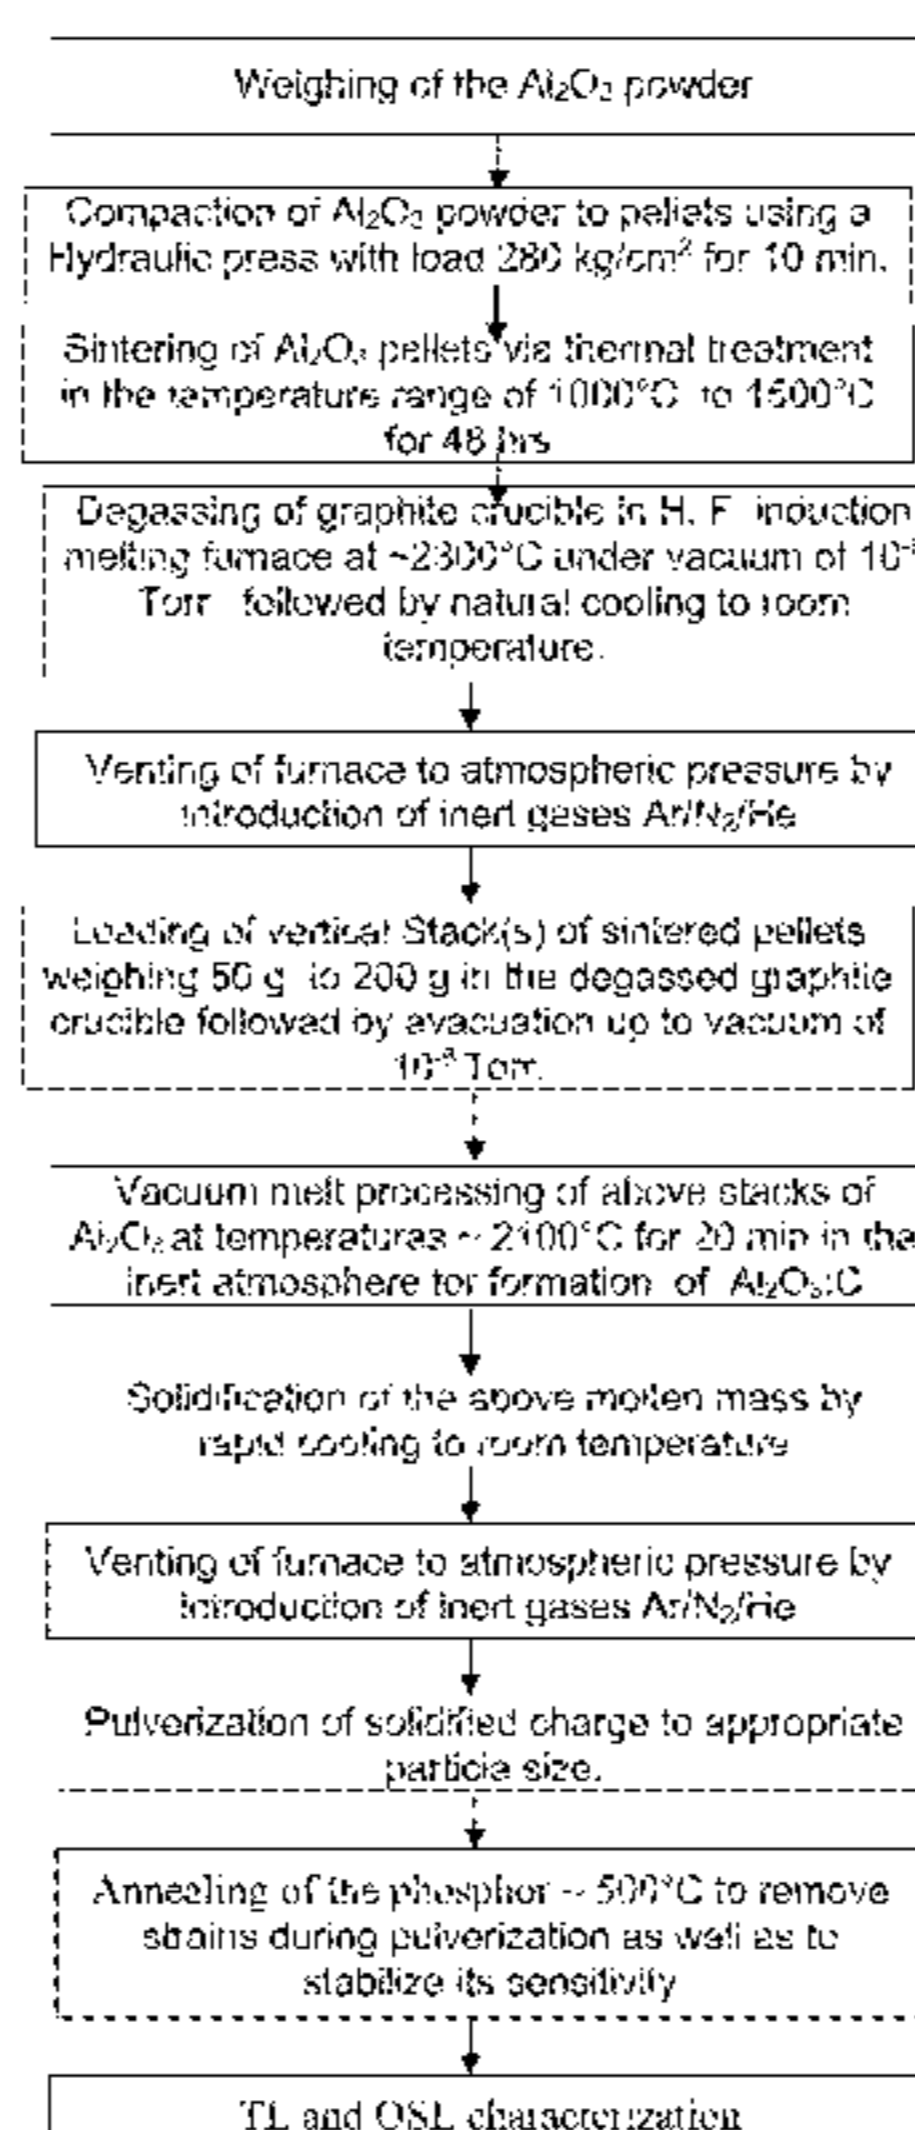 Weighing of the Al₂O₃ powder
Compaction of Al₂O₃ powder to pellets using a
Hydraulic press with load 280 kg/cm² for 10 min.
Sintering of Al₂O₃ pellets via thermal treatment
in the temperature range of 1000°C to 1500°C
for 48 hrs
Degassing of graphite crucible in H. F induction
melting furnace at ~2300°C under vacuum of
Torr followed by natural cooling to room
temperature.
Venting of furnace to atmospheric pressure by
introduction of inert gases Ar/N₂/He
Loading of vertical Stack(s) of sintered pellets
weighing 50 g to 200 g in the degassed graphite
crucible followed by evacuation up to vacuum of
Torr.
Vacuum melt processing of above stacks of
Al₂O₃ at temperatures ~ 2100°C for 20 min in the
inert atmosphere for formation of Al₂O₃:C
Solidification of the above molten mass by
rapid cooling to room temperature
Venting of furnace to atmospheric pressure by
introduction of inert gases Ar/N₂/He
Pulverization of solidified charge to appropriate
particle size.
Annealing of the phosphor ~ 500°C to remove
strains during pulverization as well as to
stabilize its sensitivity
TL and OSL characterization